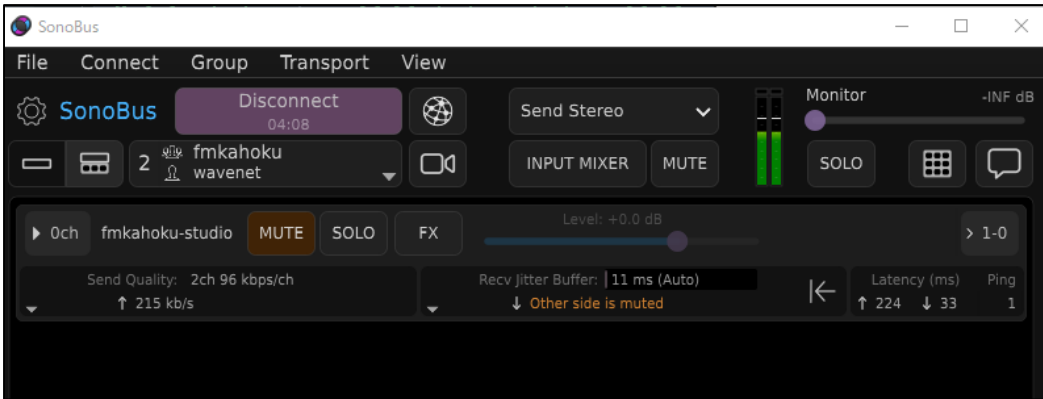 SonoBus
File Connect Group Transport View
SonoBus
Disconnect
04:08
Send Stereo
Monitor -INF dB
2 fmkahoku
wavenet
INPUT MIXER MUTE SOLO
0ch fmkahoku-studio MUTE SOLO FX
Level: +0.0 dB
> 1-0
Send Quality: 2ch 96 kbps/ch
↑ 215 kb/s
Recv Jitter Buffer: 11 ms (Auto)
↓ Other side is muted
Latency (ms) Ping
↑ 224 ↓ 33 1